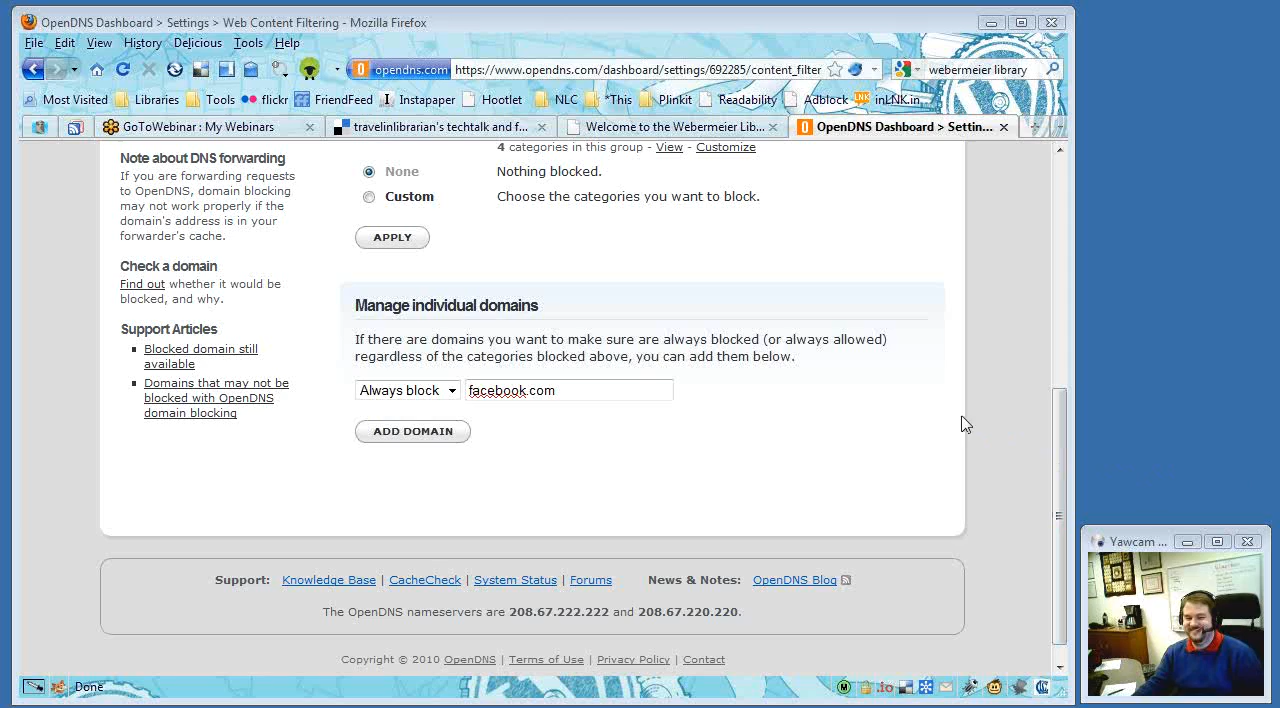 OpenDNS Dashboard > Settings > Web Content Filtering - Mozilla Firefox
File Edit View History Delicious Tools Help
opendns.com https://www.opendns.com/dashboard/settings/692285/content_filter webermeier library
Most Visited Libraries Tools flickr FriendFeed Instapaper Hootlet NLC *This Plinkit Readability Adblock inLNK.in
GoToWebinar : My Webinars travelinlibrarian's techtalk and f... Welcome to the Webermeier Lib... OpenDNS Dashboard > Settin...
4 categories in this group - View - Customize
None Nothing blocked.
Custom Choose the categories you want to block.
APPLY
Note about DNS forwarding
If you are forwarding requests
to OpenDNS, domain blocking
may not work properly if the
domain's address is in your
forwarder's cache.
Check a domain
Find out whether it would be
blocked, and why.
Support Articles
Blocked domain still
available
Domains that may not be
blocked with OpenDNS
domain blocking
Manage individual domains
If there are domains you want to make sure are always blocked (or always allowed)
regardless of the categories blocked above, you can add them below.
Always block facebook.com
ADD DOMAIN
Support: Knowledge Base | CacheCheck | System Status | Forums News & Notes: OpenDNS Blog
The OpenDNS nameservers are 208.67.222.222 and 208.67.220.220.
Copyright © 2010 OpenDNS | Terms of Use | Privacy Policy | Contact
Done
Yawcam ...